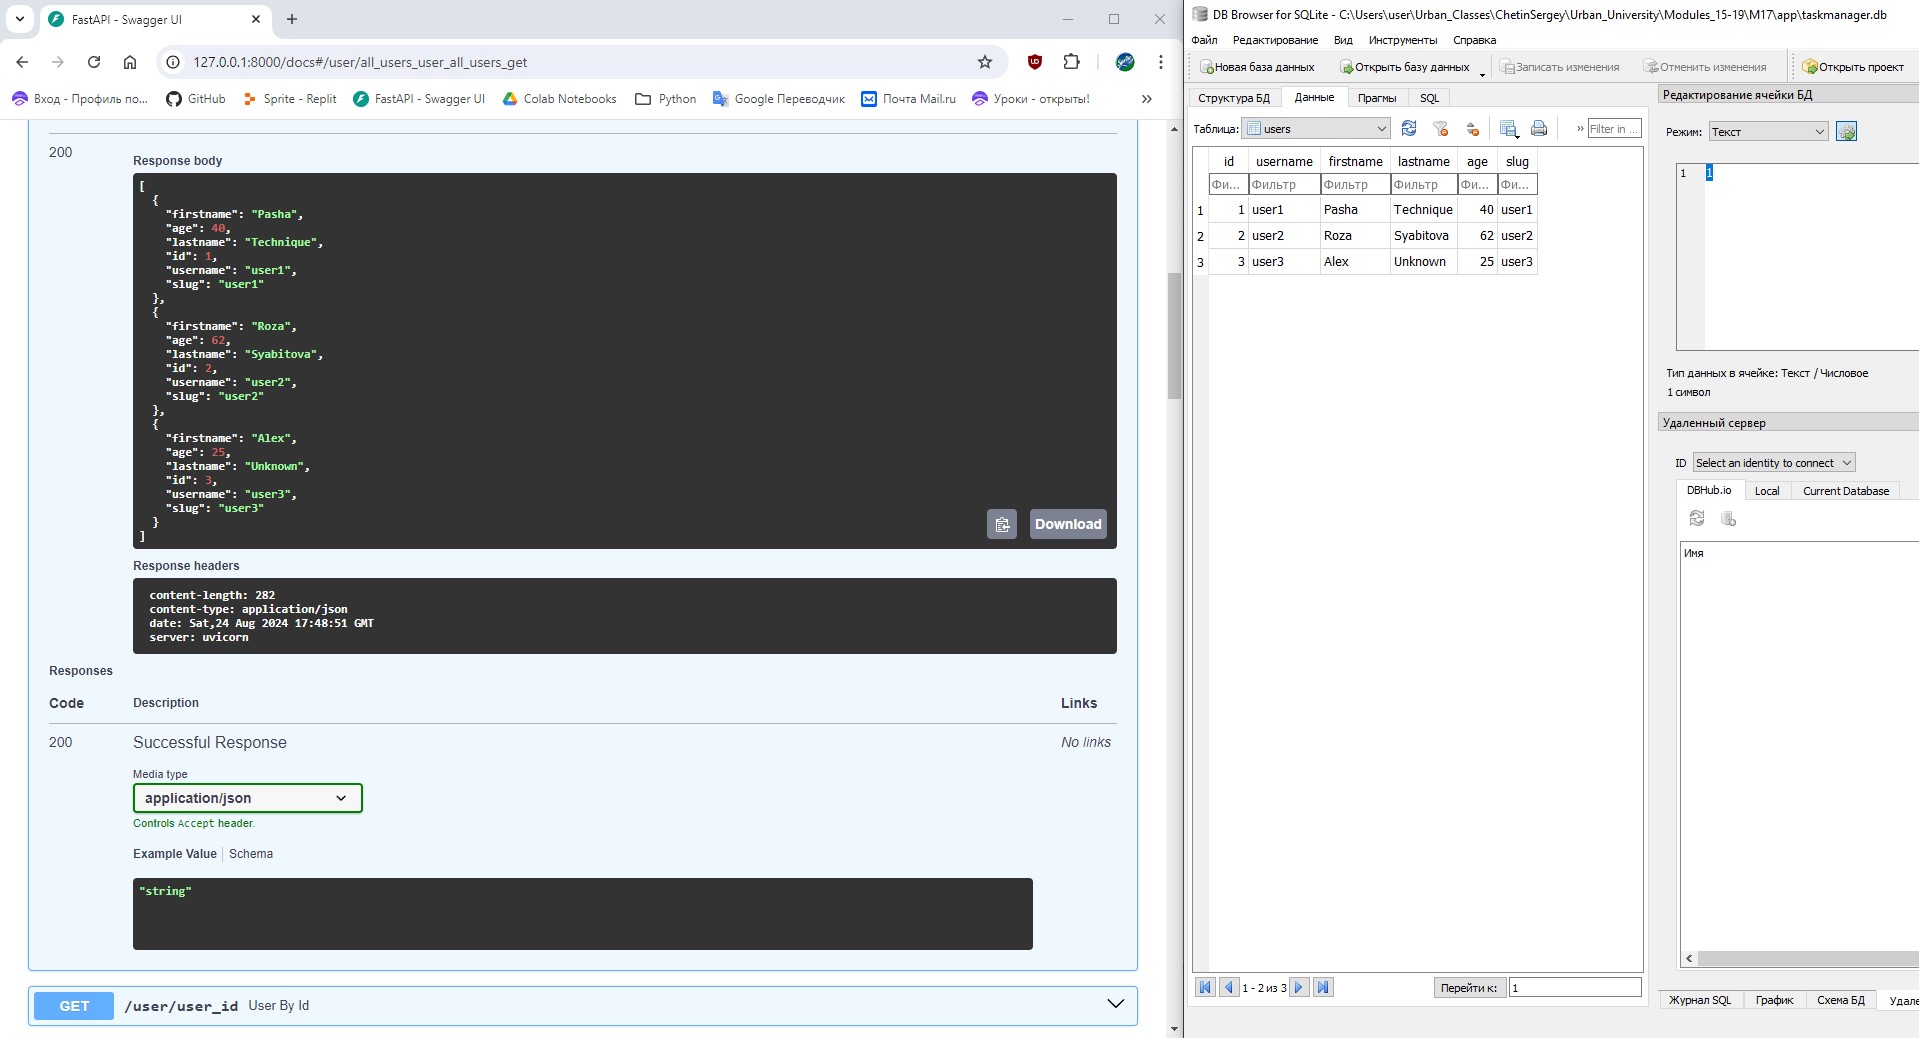 FastAPI - Swagger UI
127.0.0.1:8000/docs#/user/all_users_user_all_users_get
Вход - Профиль по...
GitHub
Sprite - Replit
FastAPI - Swagger UI
Colab Notebooks
Python
Google Переводчик
Почта Mail.ru
Уроки - открыты!
200
Response body
[
{
"firstname": "Pasha",
"age": 40,
"lastname": "Technique",
"id": 1,
"username": "user1",
"slug": "user1"
},
{
"firstname": "Roza",
"age": 62,
"lastname": "Syabitova",
"id": 2,
"username": "user2",
"slug": "user2"
},
{
"firstname": "Alex",
"age": 25,
"lastname": "Unknown",
"id": 3,
"username": "user3",
"slug": "user3"
}
]
Download
Response headers
content-length: 282
content-type: application/json
date: Sat,24 Aug 2024 17:48:51 GMT
server: uvicorn
Responses
Code Description Links
200 Successful Response No links
Media type
application/json
Controls Accept header.
Example Value Schema
"string"
GET /user/user_id User By Id
DB Browser for SQLite - C:\Users\user\Urban_Classes\ChetinSergey\Urban_University\Modules_15-19\M17\app\taskmanager.db
Файл Редактирование Вид Инструменты Справка
Новая база данных Открыть базу данных Записать изменения Отменить изменения Открыть проект
Структура БД Данные Прагмы SQL
Таблица: users Filter in ...
id username firstname lastname age slug
Фи... Фильтр Фильтр Фильтр Фи... Фи...
1 1 user1 Pasha Technique 40 user1
2 2 user2 Roza Syabitova 62 user2
3 3 user3 Alex Unknown 25 user3
1 - 2 из 3 Перейти к: 1
Редактирование ячейки БД
Режим: Текст
1 1
Тип данных в ячейке: Текст / Числовое
1 символ
Удаленный сервер
ID Select an identity to connect
DBHub.io Local Current Database
Имя
Журнал SQL График Схема БД Удале